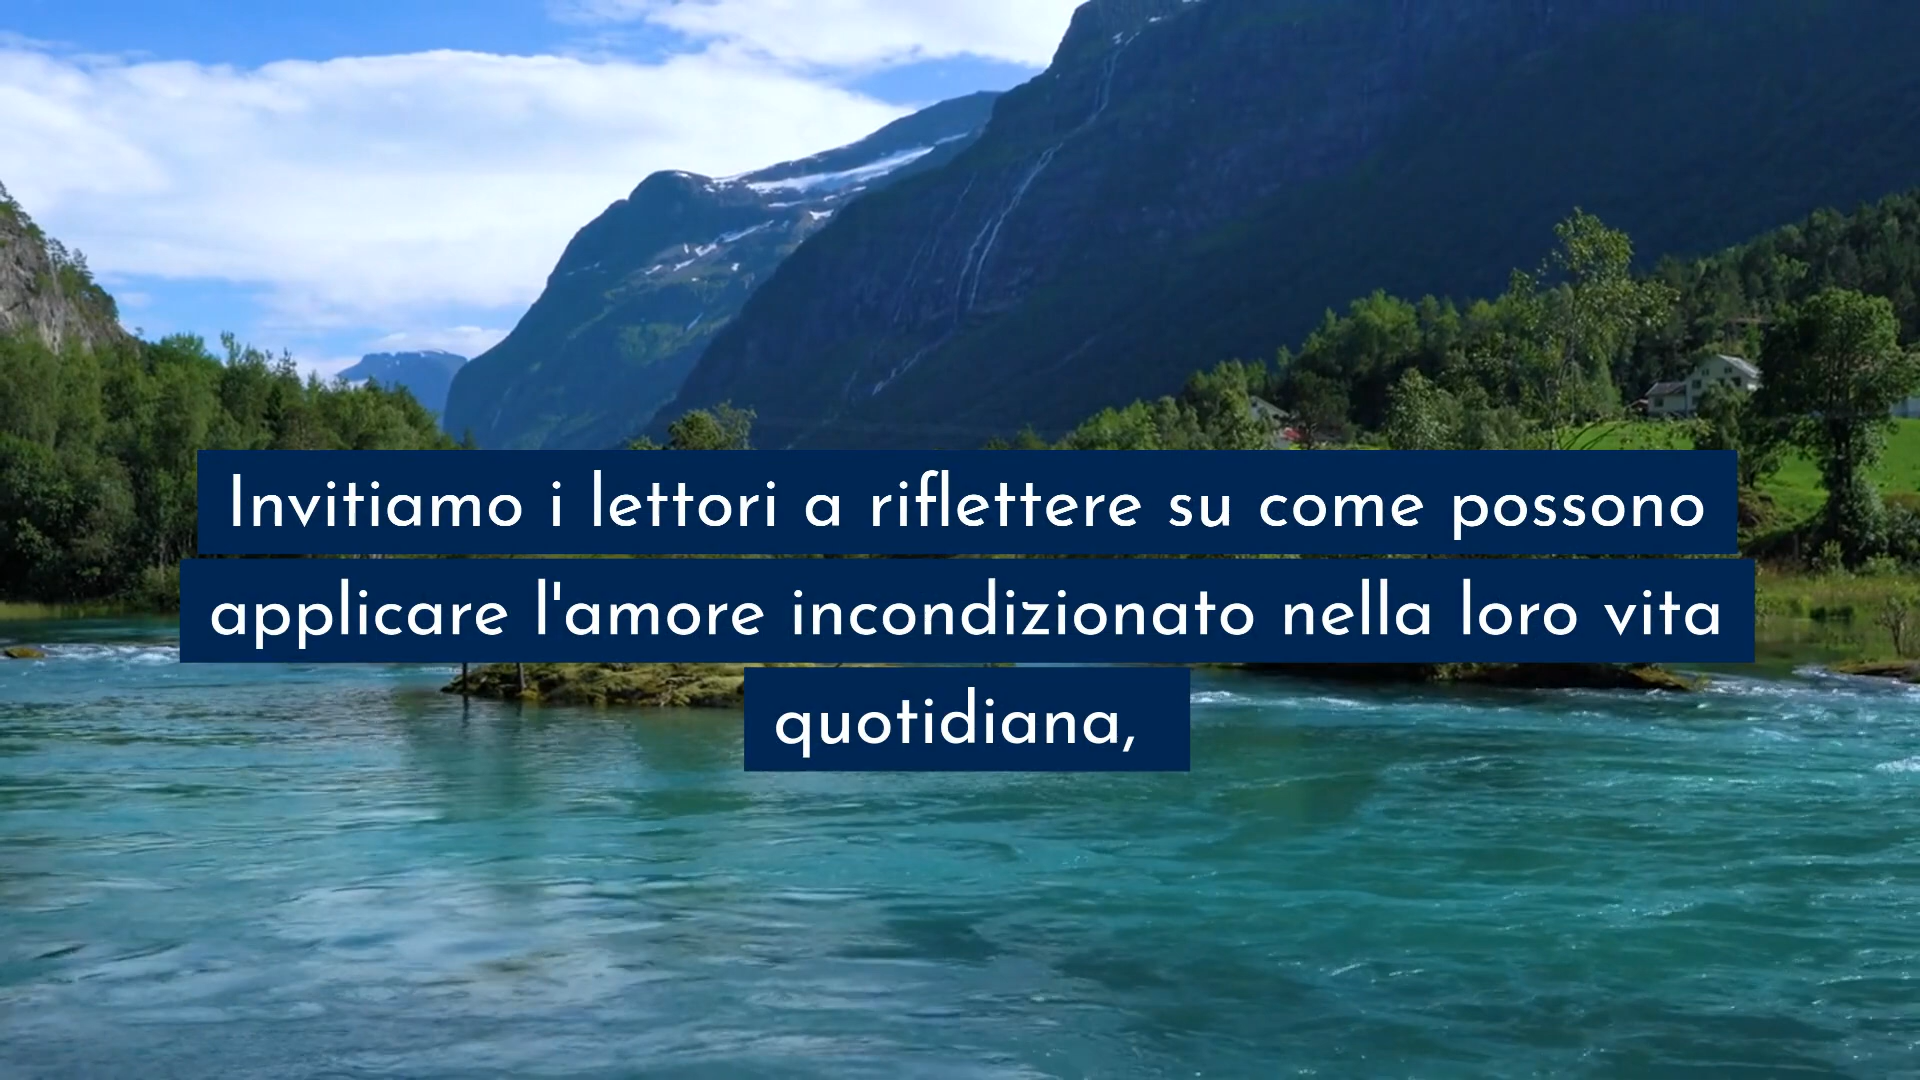 Invitiamo i lettori a riflettere su come possono
applicare l'amore incondizionato nella loro vita
quotidiana,